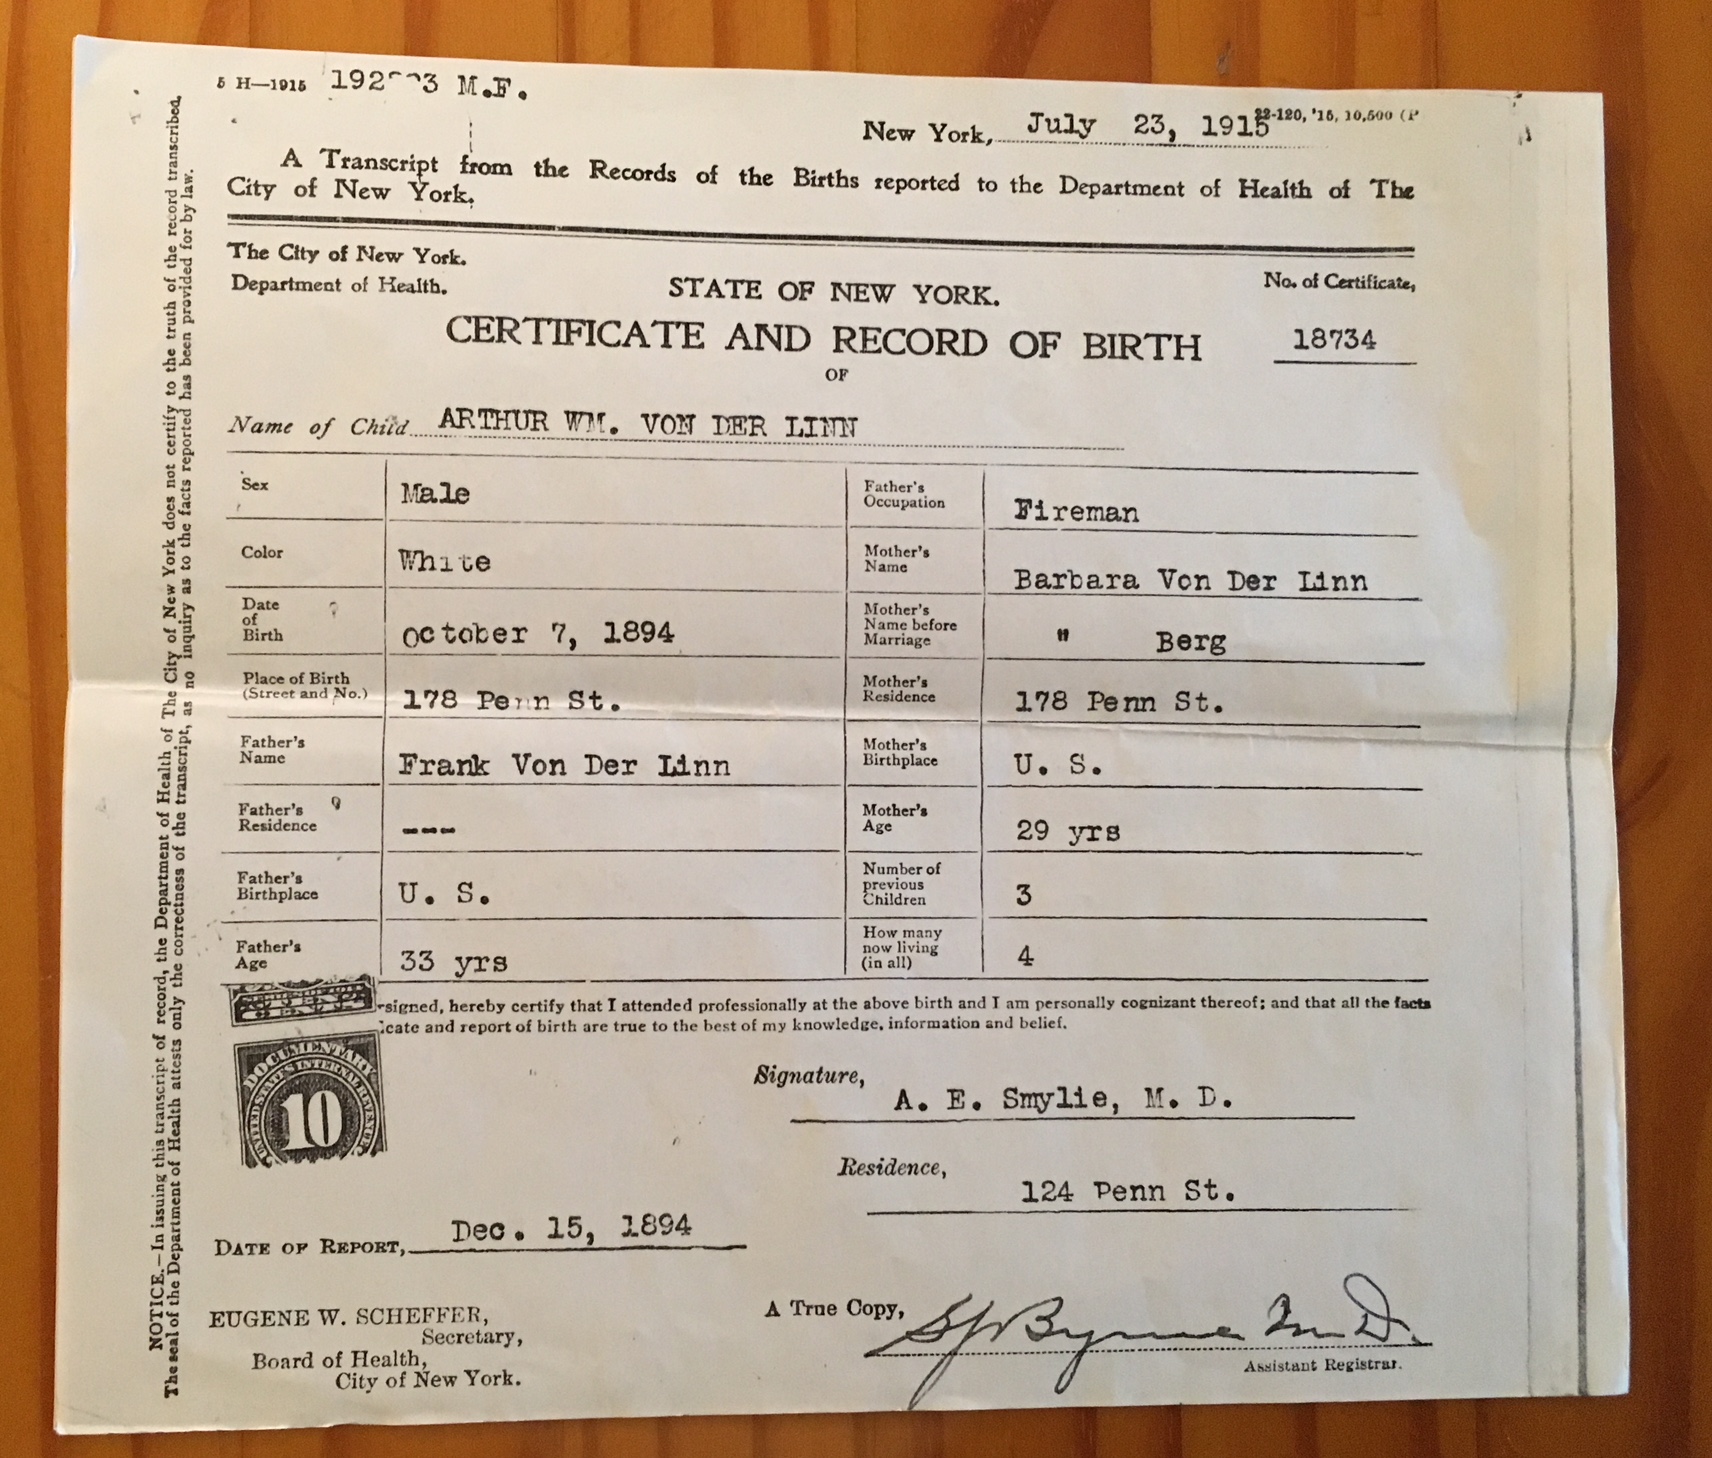 5 H—1915 192 3 M.F.
22-120, '15, 10,500 (P
New York, July 23, 1915
A Transcript from the Records of the Births reported to the Department of Health of The
City of New York.
The City of New York.
Department of Health.
STATE OF NEW YORK.
No. of Certificate,
CERTIFICATE AND RECORD OF BIRTH
18734
OF
Name of Child ARTHUR WM. VON DER LINN
Sex Male
Father's Occupation Fireman
Color White
Mother's Name Barbara Von Der Linn
Date of Birth october 7, 1894
Mother's Name before Marriage " Berg
Place of Birth (Street and No.) 178 Penn St.
Mother's Residence 178 Penn St.
Father's Name Frank Von Der Linn
Mother's Birthplace U. S.
Father's Residence ---
Mother's Age 29 yrs
Father's Birthplace U. S.
Number of previous Children 3
Father's Age 33 yrs
How many now living (in all) 4
rsigned, hereby certify that I attended professionally at the above birth and I am personally cognizant thereof; and that all the facts
icate and report of birth are true to the best of my knowledge, information and belief.
DOCUMENTARY
UNITED STATES INTERNAL REVENUE
10
Signature,
A. E. Smylie, M. D.
Residence,
124 Penn St.
DATE OF REPORT, Dec. 15, 1894
EUGENE W. SCHEFFER,
Secretary,
Board of Health,
City of New York.
A True Copy, S J Byrne M.D.
Assistant Registrar.
NOTICE.—In issuing this transcript of record, the Department of Health of The City of New York does not certify to the truth of the record transcribed.
The seal of the Department of Health attests only the correctness of the transcript, as no inquiry as to the facts reported has been provided for by law.